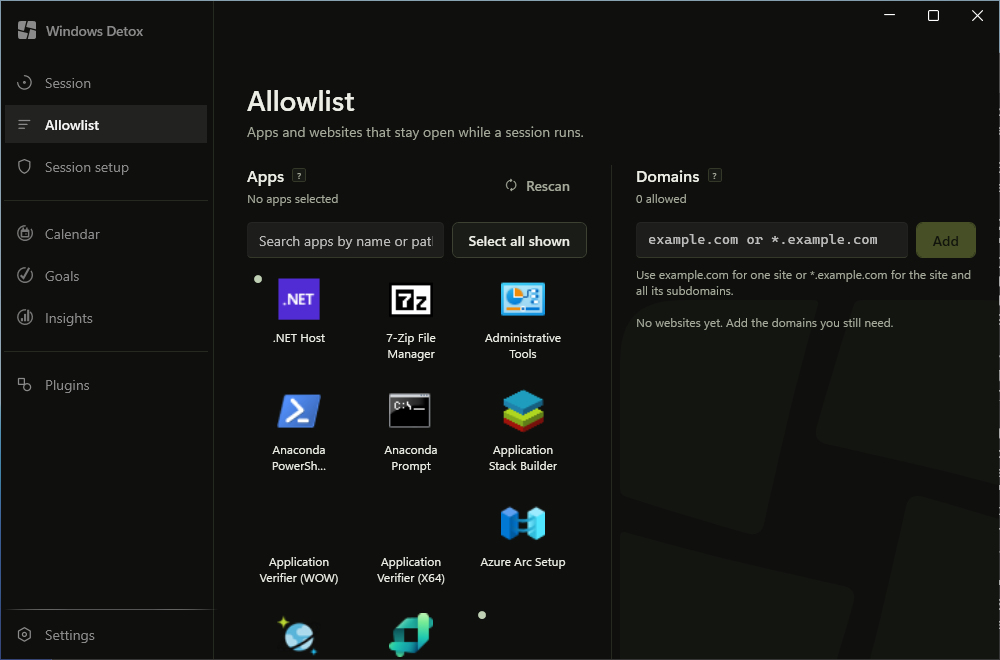 Windows Detox
Session
Allowlist
Session setup
Calendar
Goals
Insights
Plugins
Settings
Allowlist
Apps and websites that stay open while a session runs.
Apps ?
No apps selected
Rescan
Search apps by name or patl
Select all shown
.NET
.NET Host
7z
7-Zip File
Manager
Administrative
Tools
Anaconda
PowerSh...
C:\—
Anaconda
Prompt
Application
Stack Builder
Application
Verifier (WOW)
Application
Verifier (X64)
Azure Arc Setup
Domains ?
0 allowed
example.com or *.example.com
Add
Use example.com for one site or *.example.com for the site and
all its subdomains.
No websites yet. Add the domains you still need.